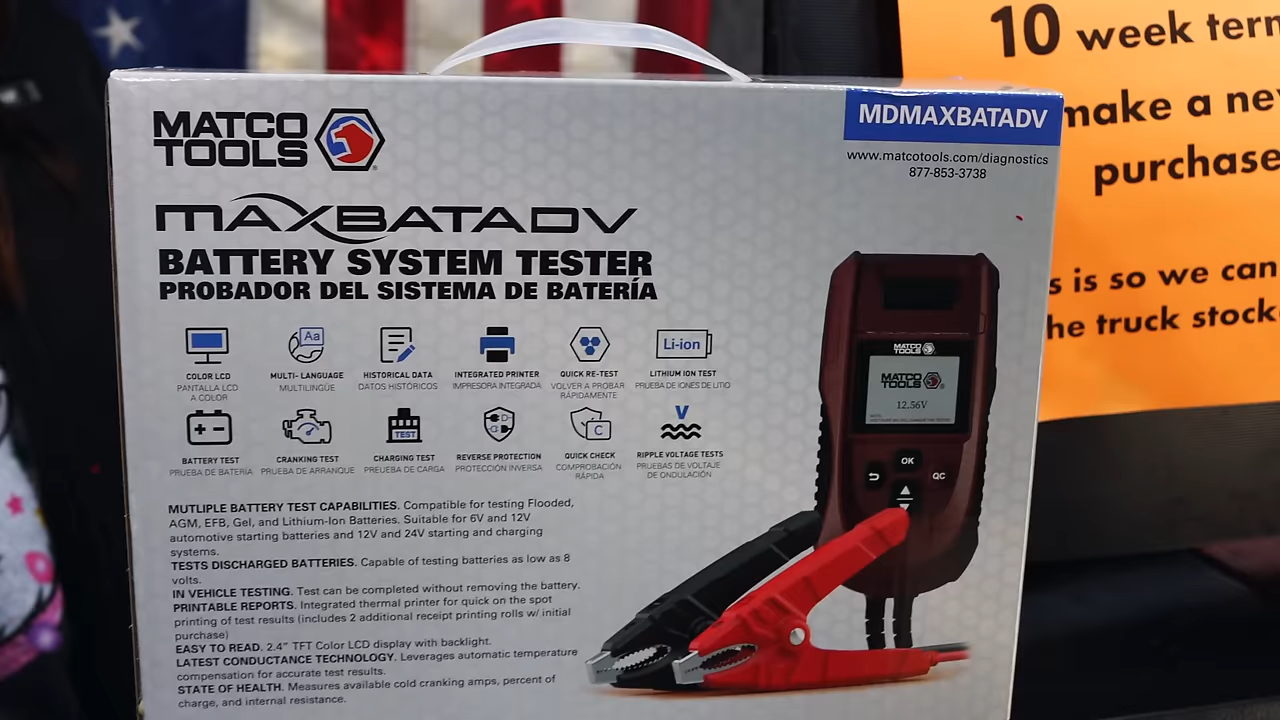 MATCO
TOOLS
MDMAXBATADV
www.matcotools.com/diagnostics
877-853-3738
MAXBATADV
BATTERY SYSTEM TESTER
PROBADOR DEL SISTEMA DE BATERÍA
COLOR LCD
PANTALLA LCD
A COLOR
Aa
MULTI- LANGUAGE
MULTILINGÜE
HISTORICAL DATA
DATOS HISTÓRICOS
INTEGRATED PRINTER
IMPRESORA INTEGRADA
QUICK RE-TEST
VOLVER A PROBAR
RÁPIDAMENTE
Li-ion
LITHIUM ION TEST
PRUEBA DE IONES DE LITIO
BATTERY TEST
PRUEBA DE BATERÍA
CRANKING TEST
PRUEBA DE ARRANQUE
TEST
CHARGING TEST
PREUEBA DE CARGA
REVERSE PROTECTION
PROTECCIÓN INVERSA
C
QUICK CHECK
COMPROBACIÓN
RÁPIDA
V
RIPPLE VOLTAGE TESTS
PRUEBAS DE VOLTAJE
DE ONDULACIÓN
MUTLIPLE BATTERY TEST CAPABILITIES. Compatible for testing Flooded,
AGM, EFB, Gel, and Lithium-Ion Batteries. Suitable for 6V and 12V
automotive starting batteries and 12V and 24V starting and charging
systems.
TESTS DISCHARGED BATTERIES. Capable of testing batteries as low as 8
volts.
IN VEHICLE TESTING. Test can be completed without removing the battery.
PRINTABLE REPORTS. Integrated thermal printer for quick on the spot
printing of test results (includes 2 additional receipt printing rolls w/ initial
purchase)
EASY TO READ. 2.4” TFT Color LCD display with backlight.
LATEST CONDUCTANCE TECHNOLOGY. Leverages automatic temperature
compensation for accurate test results.
STATE OF HEALTH. Measures available cold cranking amps, percent of
charge, and internal resistance.
MATCO
TOOLS
MATCO
TOOLS
12.56V
OK
QC
10 week term
make a ne
purchase
s is so we can
he truck stock